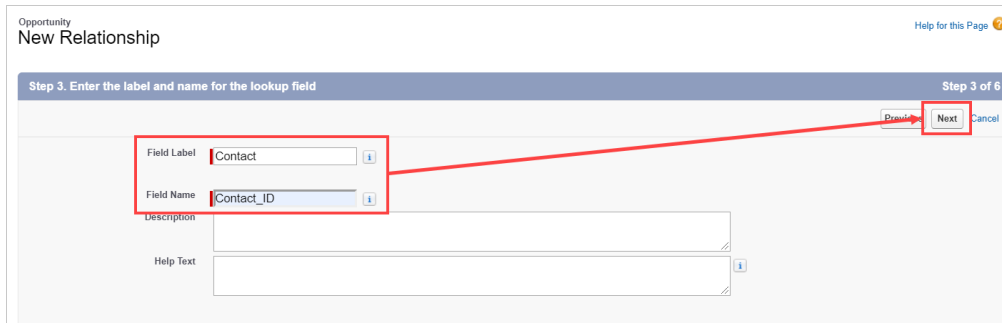 Opportunity
New Relationship
Help for this Page
Step 3. Enter the label and name for the lookup field
Step 3 of 6
Previous Next Cancel
Field Label Contact
Field Name Contact_ID
Description
Help Text